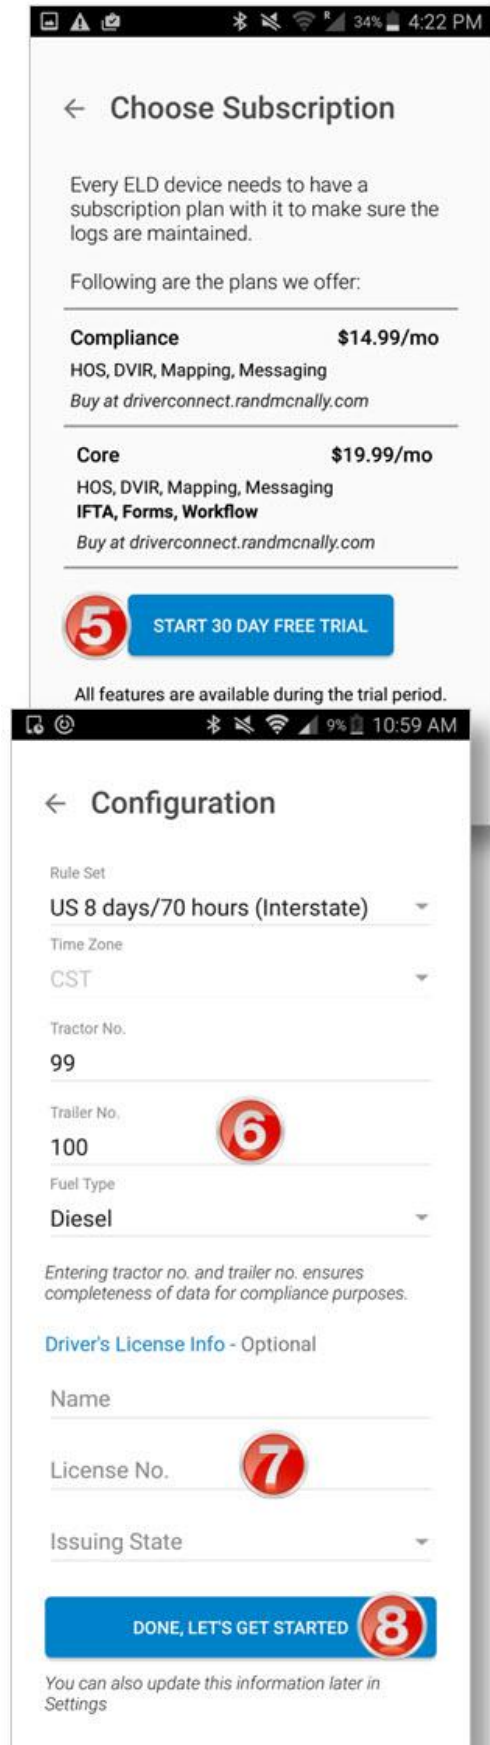 34% 4:22 PM
← Choose Subscription
Every ELD device needs to have a
subscription plan with it to make sure the
logs are maintained.
Following are the plans we offer:
Compliance $14.99/mo
HOS, DVIR, Mapping, Messaging
Buy at driverconnect.randmcnally.com
Core $19.99/mo
HOS, DVIR, Mapping, Messaging
IFTA, Forms, Workflow
Buy at driverconnect.randmcnally.com
5 START 30 DAY FREE TRIAL
All features are available during the trial period.
9% 10:59 AM
← Configuration
Rule Set
US 8 days/70 hours (Interstate)
Time Zone
CST
Tractor No.
99
Trailer No.
100
6
Fuel Type
Diesel
Entering tractor no. and trailer no. ensures
completeness of data for compliance purposes.
Driver's License Info - Optional
Name
License No.
7
Issuing State
DONE, LET'S GET STARTED 8
You can also update this information later in
Settings